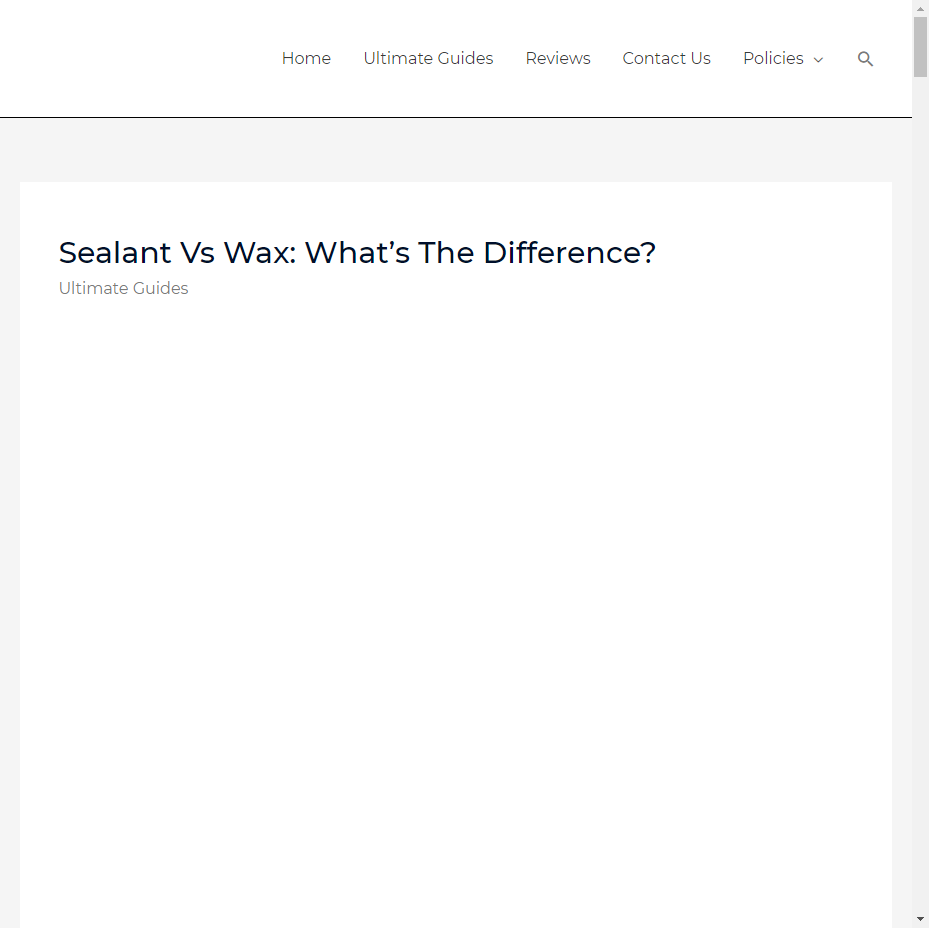 Home Ultimate Guides Reviews Contact Us Policies
Sealant Vs Wax: What’s The Difference?
Ultimate Guides